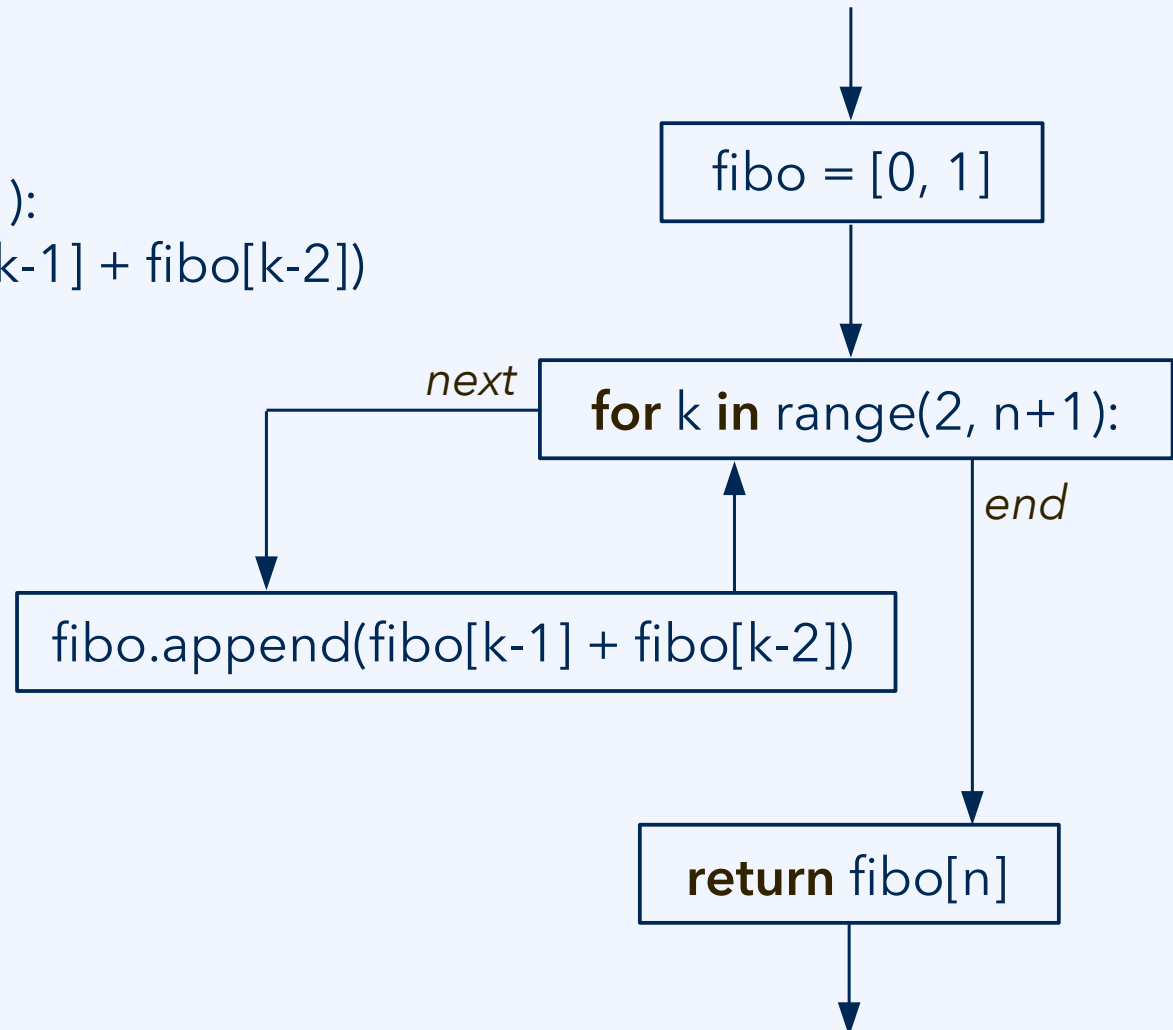 ):
k-1] + fibo[k-2])
fibo = [0, 1]
next
for k in range(2, n+1):
end
fibo.append(fibo[k-1] + fibo[k-2])
return fibo[n]